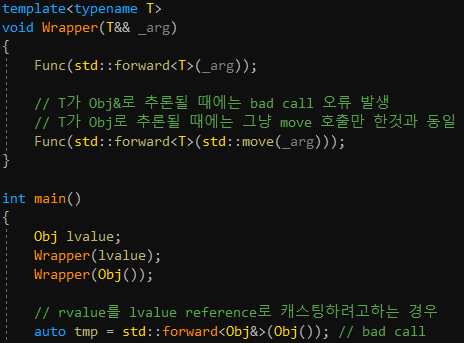 template<typename T>
void Wrapper(T&& _arg)
{
    Func(std::forward<T>(_arg));
    // T가 Obj&로 추론될 때에는 bad call 오류 발생
    // T가 Obj로 추론될 때에는 그냥 move 호출만 한것과 동일
    Func(std::forward<T>(std::move(_arg)));
}
int main()
{
    Obj lvalue;
    Wrapper(lvalue);
    Wrapper(Obj());
    // rvalue를 lvalue reference로 캐스팅하려고하는 경우
    auto tmp = std::forward<Obj&>(Obj()); // bad call